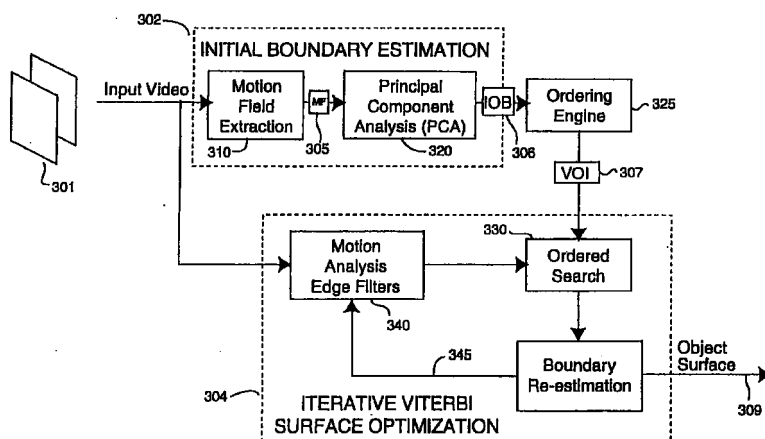 302
INITIAL BOUNDARY ESTIMATION
Input Video
Motion
Field
Extraction
310
MF
305
Principal
Component
Analysis (PCA)
320
IOB
306
Ordering
Engine
325
301
VOI
307
330
Motion
Analysis
Edge Filters
340
Ordered
Search
345
Boundary
Re-estimation
Object
Surface
309
304
ITERATIVE VITERBI
SURFACE OPTIMIZATION